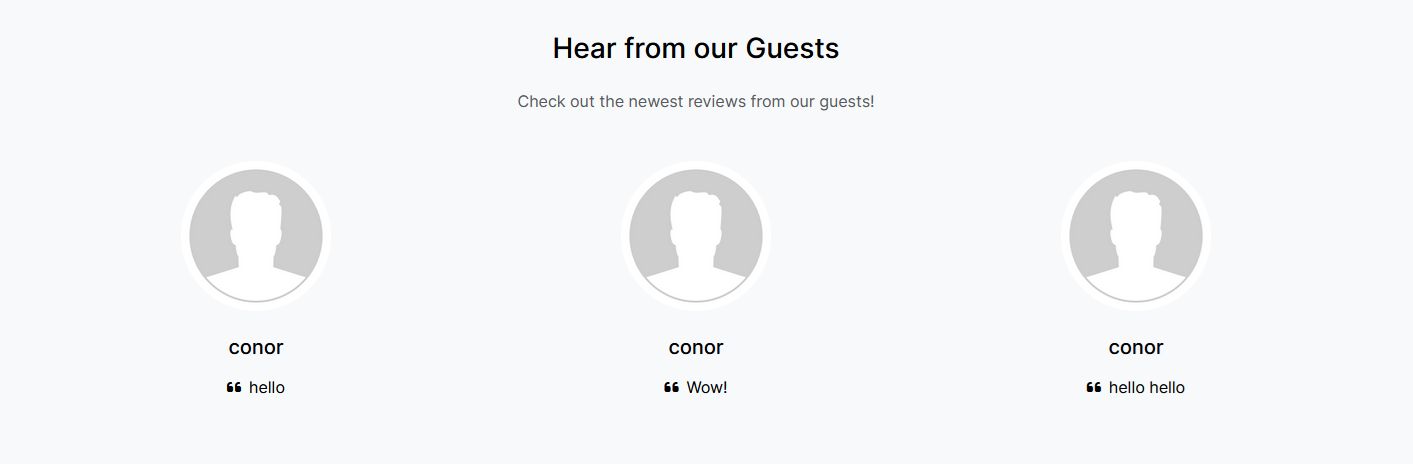 Hear from our Guests
Check out the newest reviews from our guests!
conor
conor
conor
❝ hello
❝ Wow!
❝ hello hello